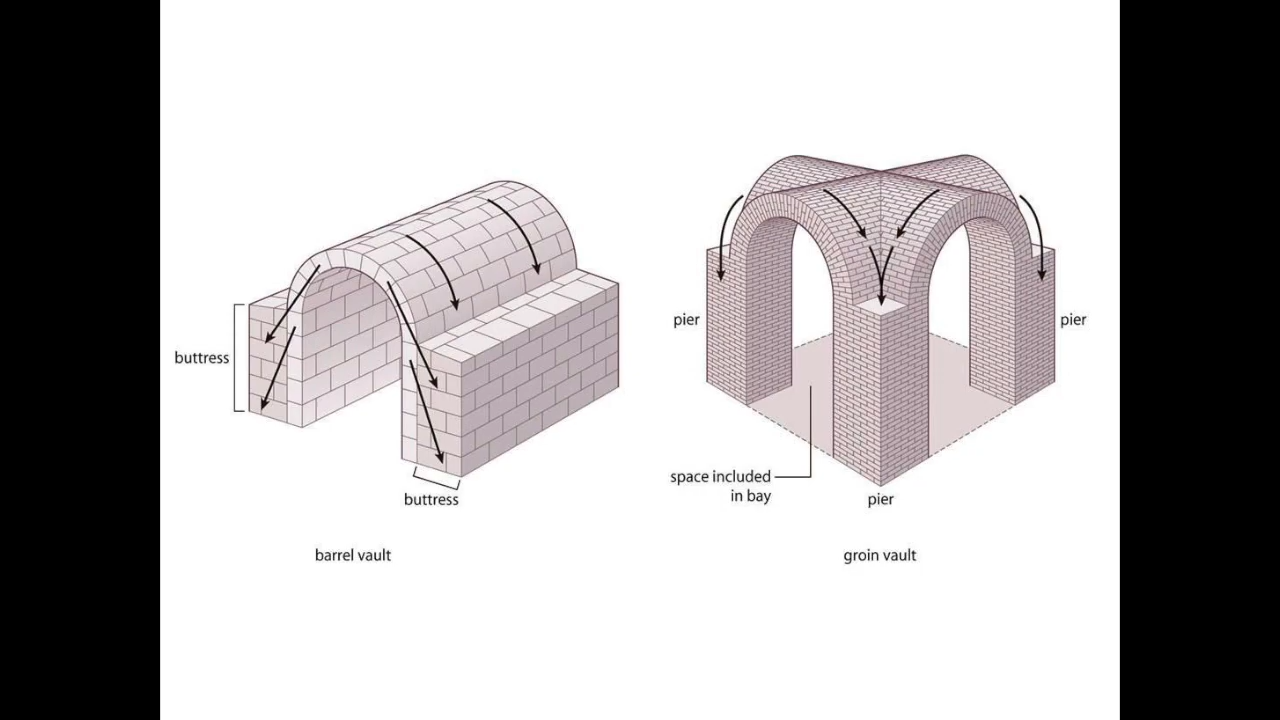 buttress
buttress
barrel vault
pier
pier
space included
in bay
pier
groin vault